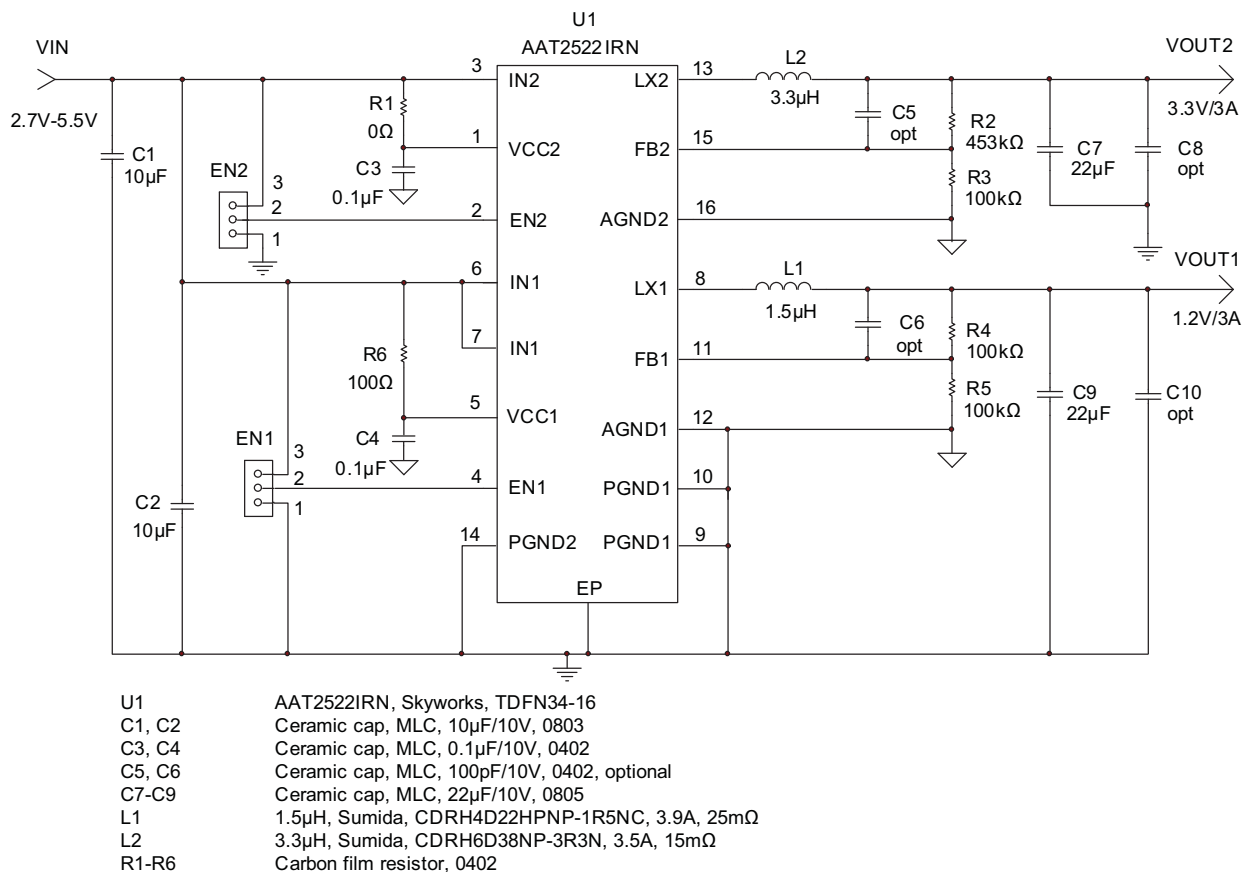 U1
AAT2522IRN
VIN
2.7V-5.5V
C1
10µF
EN2
3
2
1
R1
0Ω
C3
0.1µF
3
IN2
1
VCC2
2
EN2
6
IN1
7
IN1
5
VCC1
4
EN1
14
PGND2
EP
R6
100Ω
C4
0.1µF
EN1
3
2
1
C2
10µF
LX2
13
L2
3.3µH
VOUT2
3.3V/3A
FB2
15
C5
opt
R2
453kΩ
R3
100kΩ
C7
22µF
C8
opt
AGND2
16
LX1
8
L1
1.5µH
VOUT1
1.2V/3A
FB1
11
C6
opt
R4
100kΩ
R5
100kΩ
C9
22µF
C10
opt
AGND1
12
PGND1
10
PGND1
9
U1 AAT2522IRN, Skyworks, TDFN34-16
C1, C2 Ceramic cap, MLC, 10µF/10V, 0803
C3, C4 Ceramic cap, MLC, 0.1µF/10V, 0402
C5, C6 Ceramic cap, MLC, 100pF/10V, 0402, optional
C7-C9 Ceramic cap, MLC, 22µF/10V, 0805
L1 1.5µH, Sumida, CDRH4D22HPNP-1R5NC, 3.9A, 25mΩ
L2 3.3µH, Sumida, CDRH6D38NP-3R3N, 3.5A, 15mΩ
R1-R6 Carbon film resistor, 0402